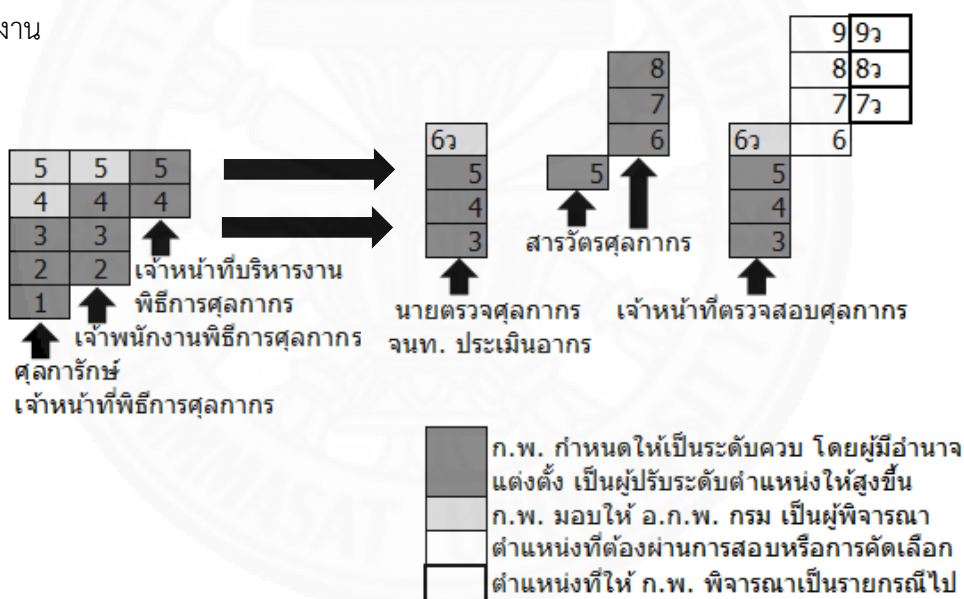 งาน
9 9ว
8 8 8ว
7 7 7ว
6ว 6 6ว 6
5 5 5 5 5 5
4 4 4 4 4
3 3 3 3
สารวัตรศุลกากร
2 2 เจ้าหน้าที่บริหารงาน
1 พิธีการศุลกากร
นายตรวจศุลกากร เจ้าหน้าที่ตรวจสอบศุลกากร
เจ้าพนักงานพิธีการศุลกากร จนท. ประเมินอากร
ศุลการักษ์
เจ้าหน้าที่พิธีการศุลกากร
ก.พ. กำหนดให้เป็นระดับควบ โดยผู้มีอำนาจ
แต่งตั้ง เป็นผู้ปรับระดับตำแหน่งให้สูงขึ้น
ก.พ. มอบให้ อ.ก.พ. กรม เป็นผู้พิจารณา
ตำแหน่งที่ต้องผ่านการสอบหรือการคัดเลือก
ตำแหน่งที่ให้ ก.พ. พิจารณาเป็นรายกรณีไป